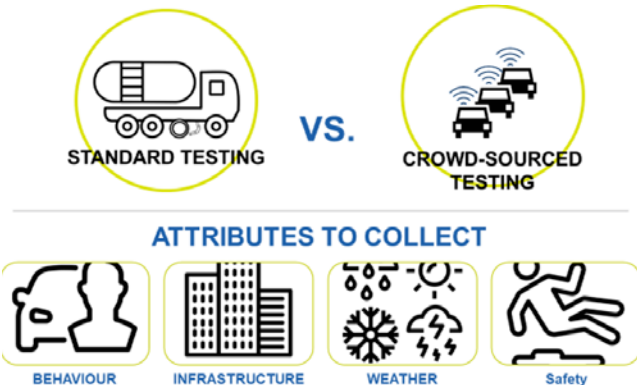 STANDARD TESTING
VS.
CROWD-SOURCED
TESTING
ATTRIBUTES TO COLLECT
BEHAVIOUR
INFRASTRUCTURE
WEATHER
Safety